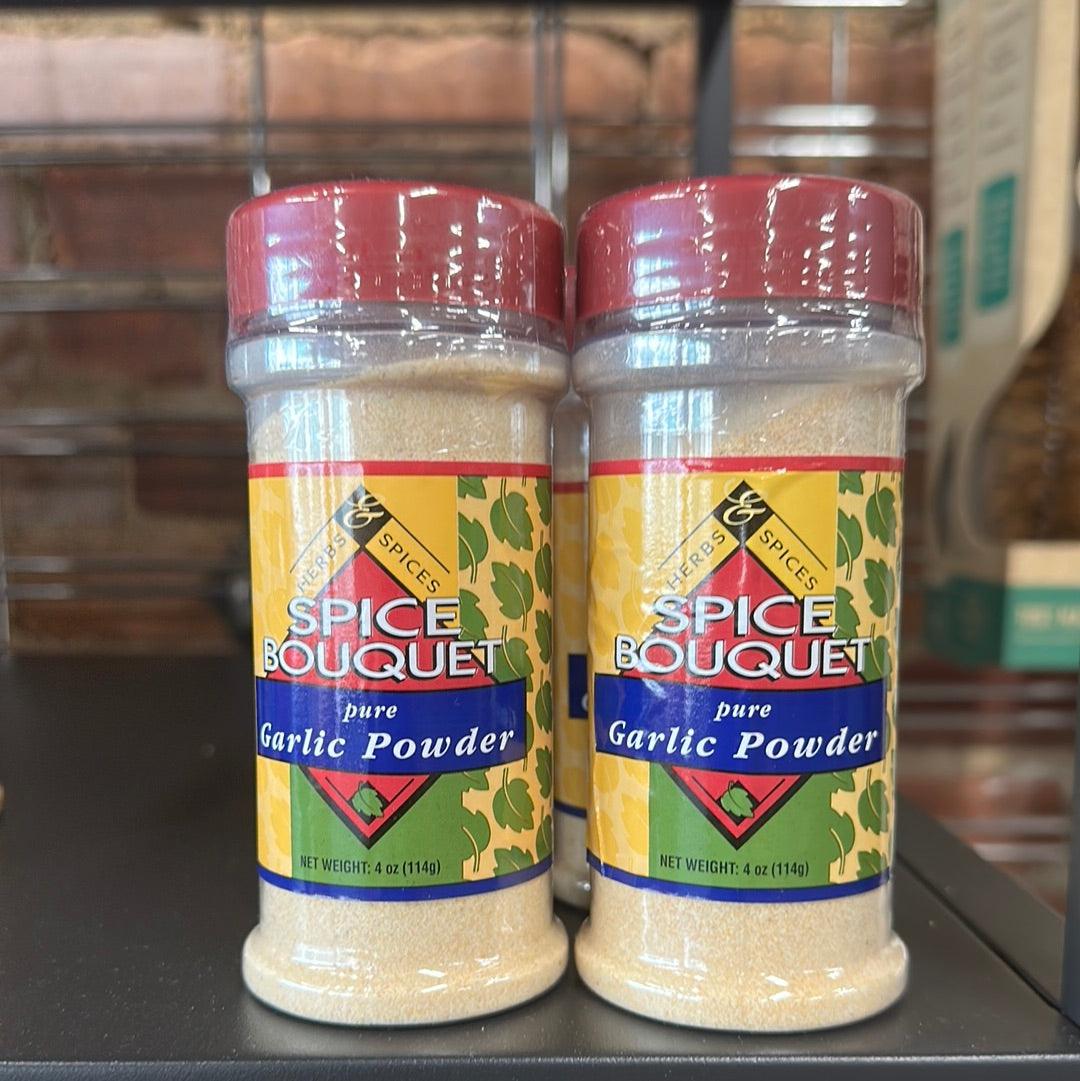 HERBS & SPICES
SPICE
BOUQUET
pure
Garlic Powder
NET WEIGHT: 4 oz (114g)
HERBS & SPICES
SPICE
BOUQUET
pure
Garlic Powder
NET WEIGHT: 4 oz (114g)